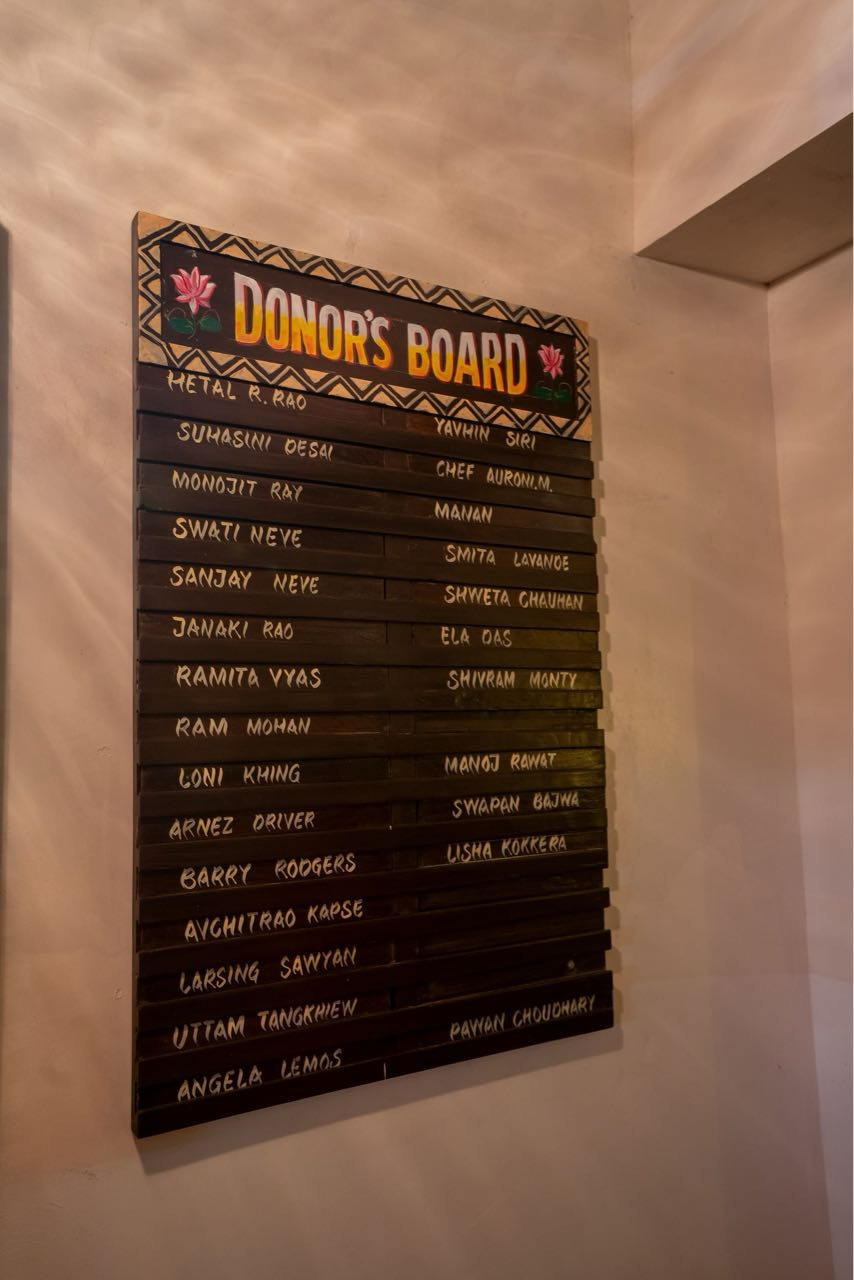 DONOR'S BOARD
HETAL R. RAO
SUHASINI DESAI
MONOJIT RAY
SWATI NEVE
SANJAY NEVE
JANAKI RAO
RAMITA VYAS
RAM MOHAN
LONI KHING
ARNEZ DRIVER
BARRY RODGERS
AVCHITRAO KAPSE
LARSING SAWYAN
UTTAM TANGKHIEW
ANGELA LEMOS
YAVHIN SIRI
CHEF AURONI.M.
MANAN
SMITA LAVANDE
SHWETA CHAUHAN
ELA DAS
SHIVRAM MONTY
MANOJ RAWAT
SWAPAN BAJWA
LISHA KOKKERA
PAWAN CHOUDHARY